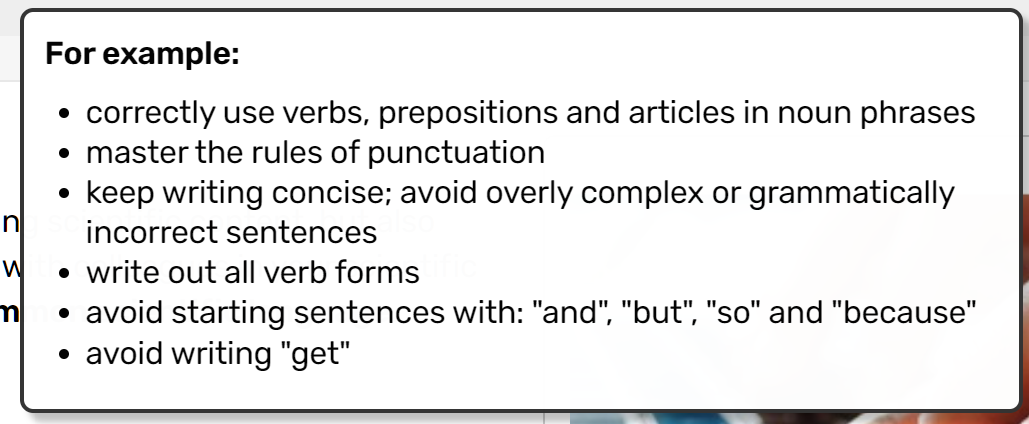 For example:
• correctly use verbs, prepositions and articles in noun phrases
• master the rules of punctuation
• keep writing concise; avoid overly complex or grammatically
incorrect sentences
• write out all verb forms
• avoid starting sentences with: "and", "but", "so" and "because"
• avoid writing "get"